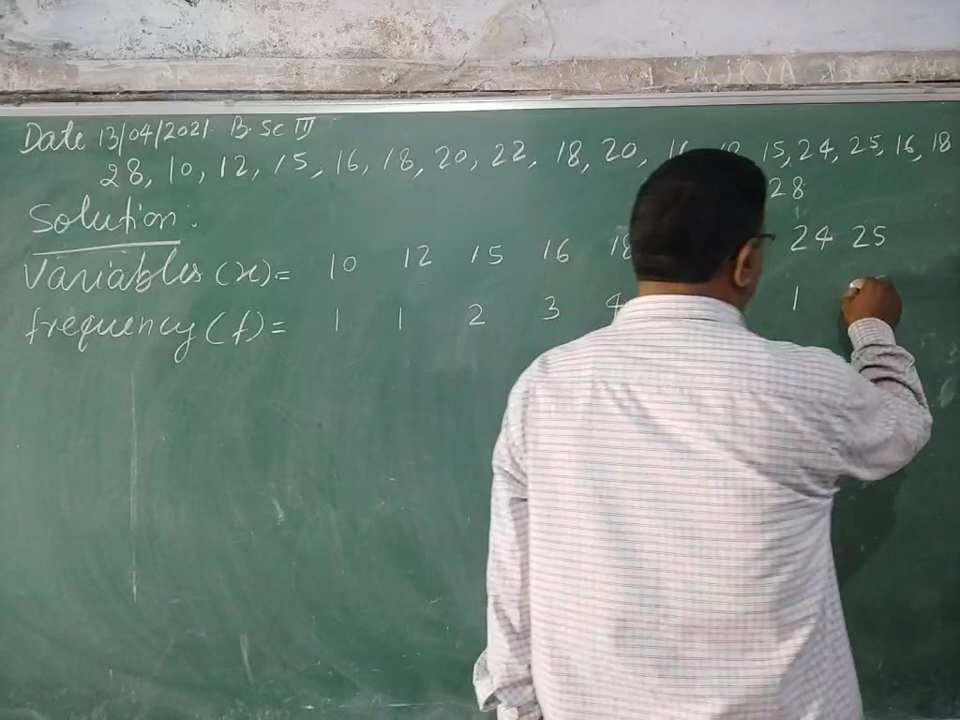 Date 13/04/2021. B.Sc III
28, 10, 12, 15, 16, 18, 20, 22, 18, 20, 16, 18, 15, 24, 25, 16, 18
28
Solution:
Variables (x) = 10 12 15 16 18 24 25
frequency (f) = 1 1 2 3 4 1